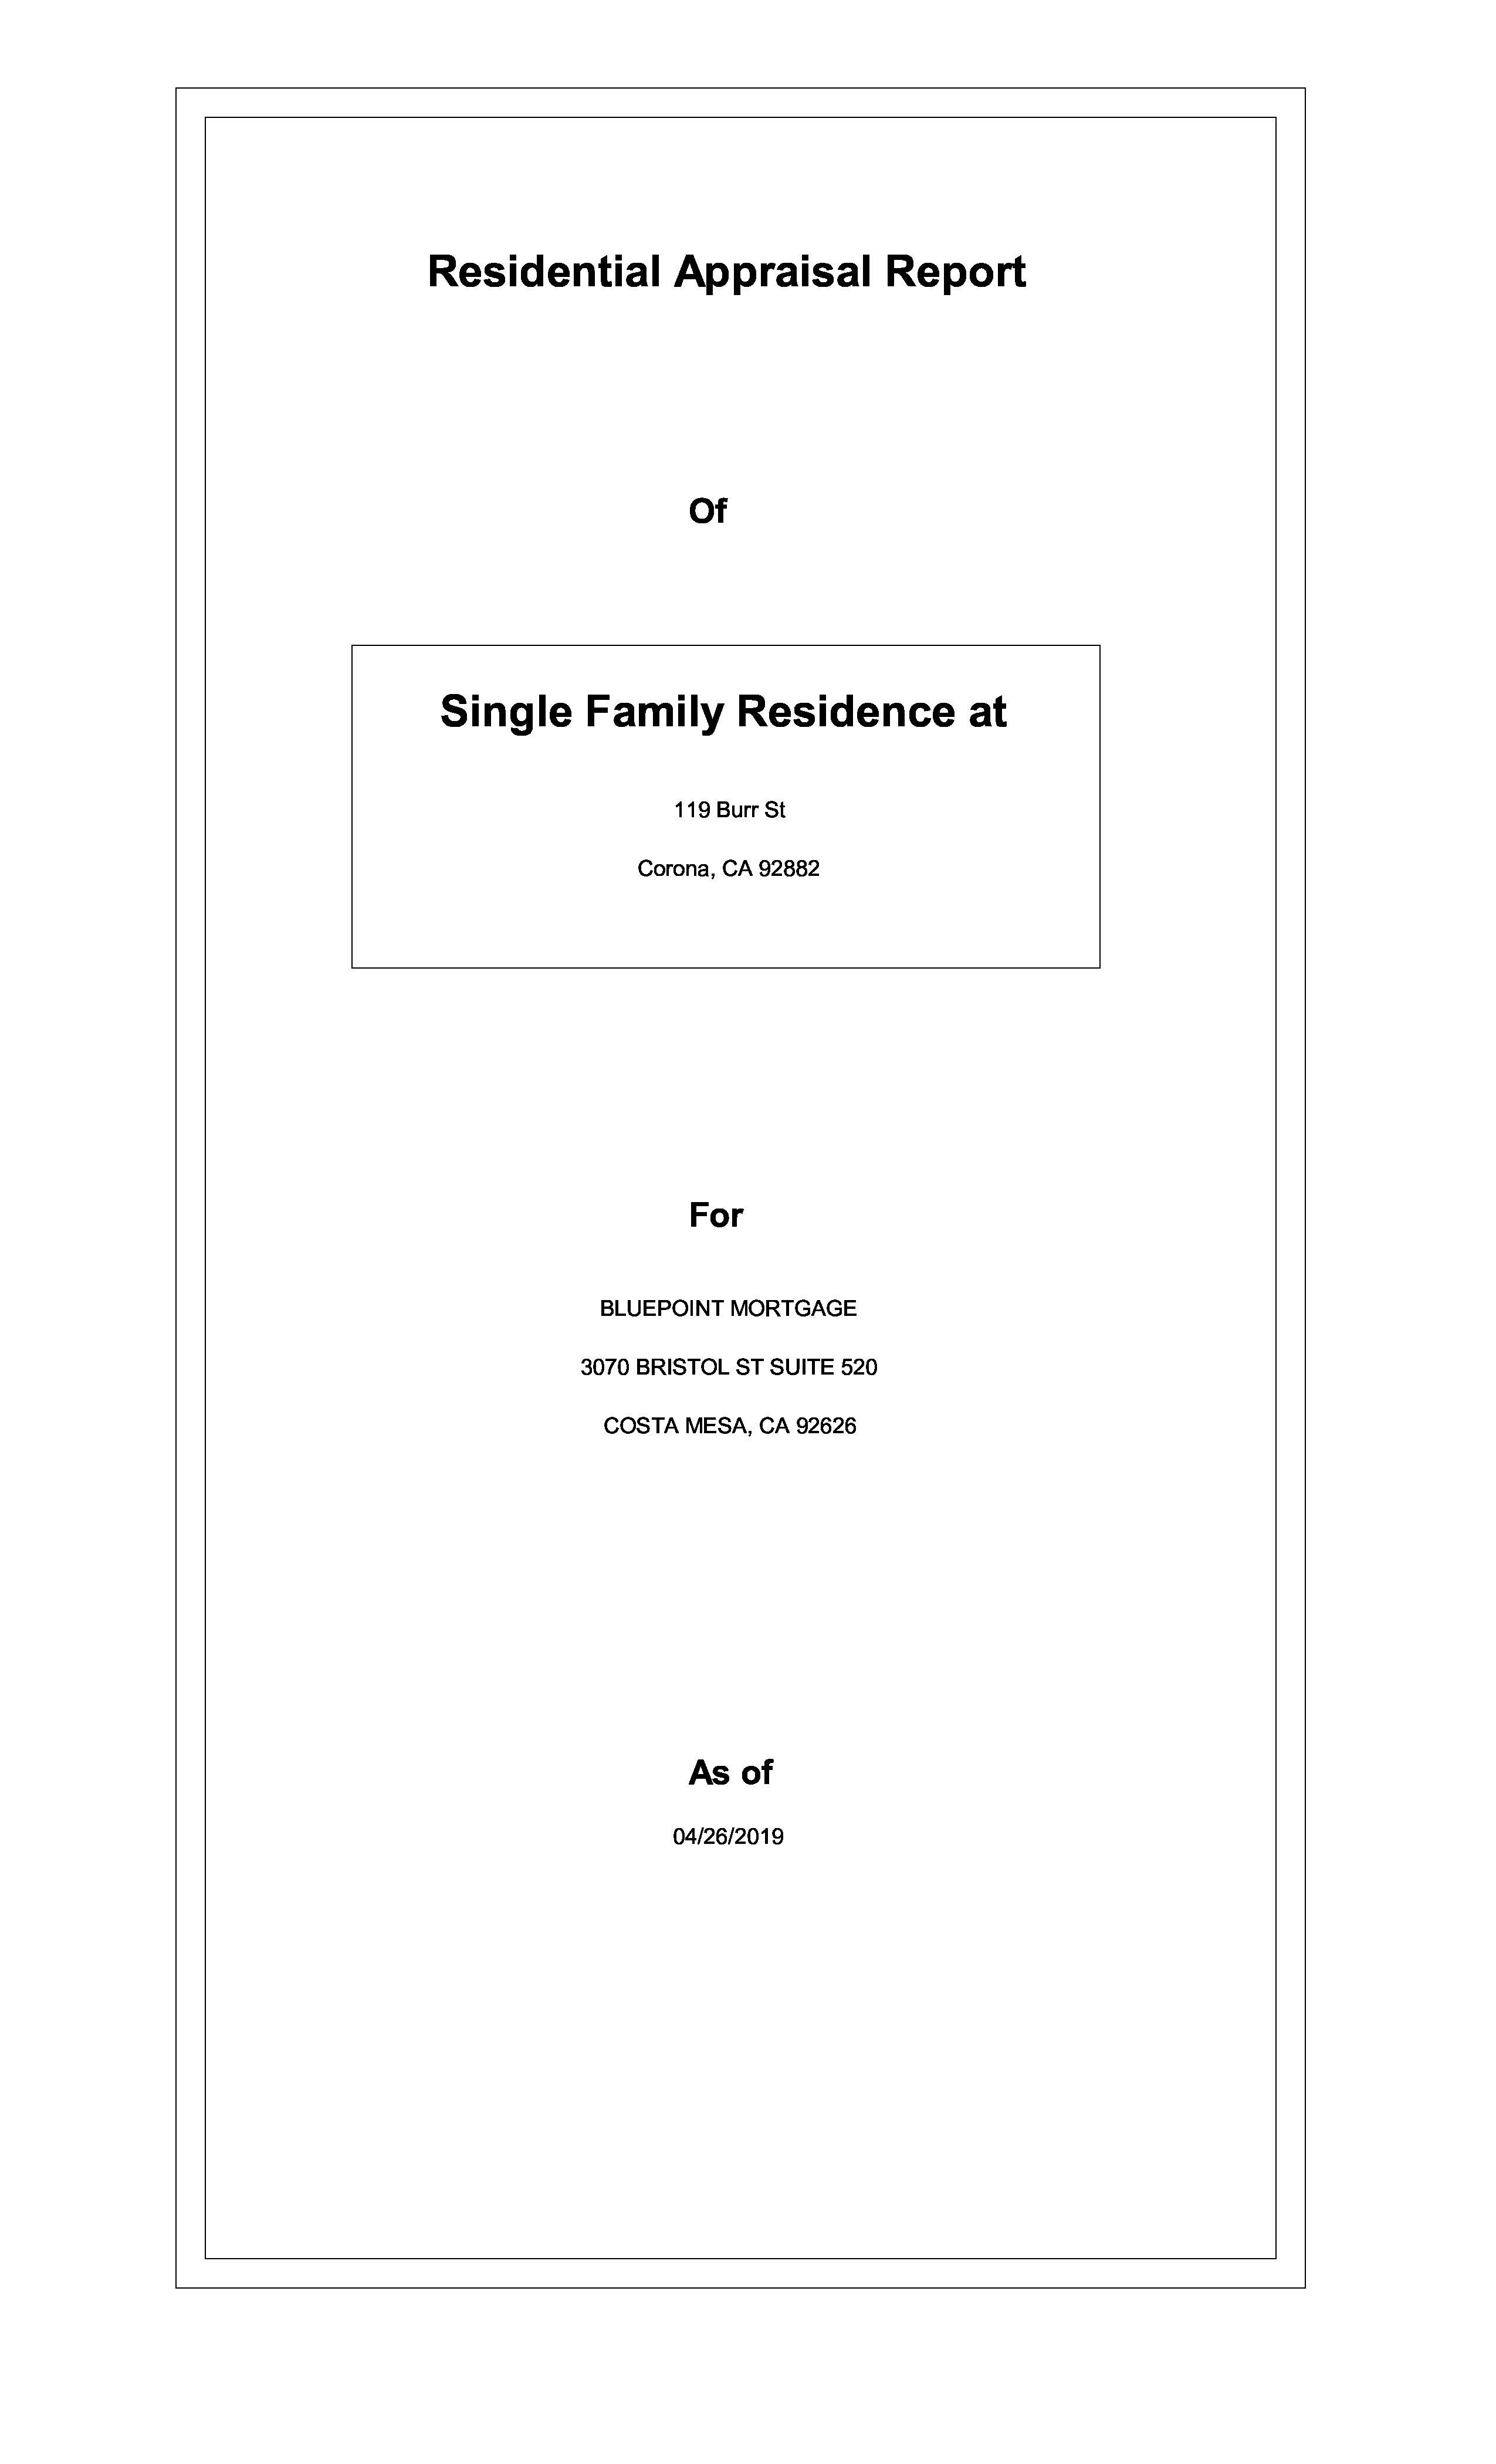 Residential Appraisal Report
Of
Single Family Residence at
119 Burr St
Corona, CA 92882
For
BLUEPOINT MORTGAGE
3070 BRISTOL ST SUITE 520
COSTA MESA, CA 92626
As of
04/26/2019